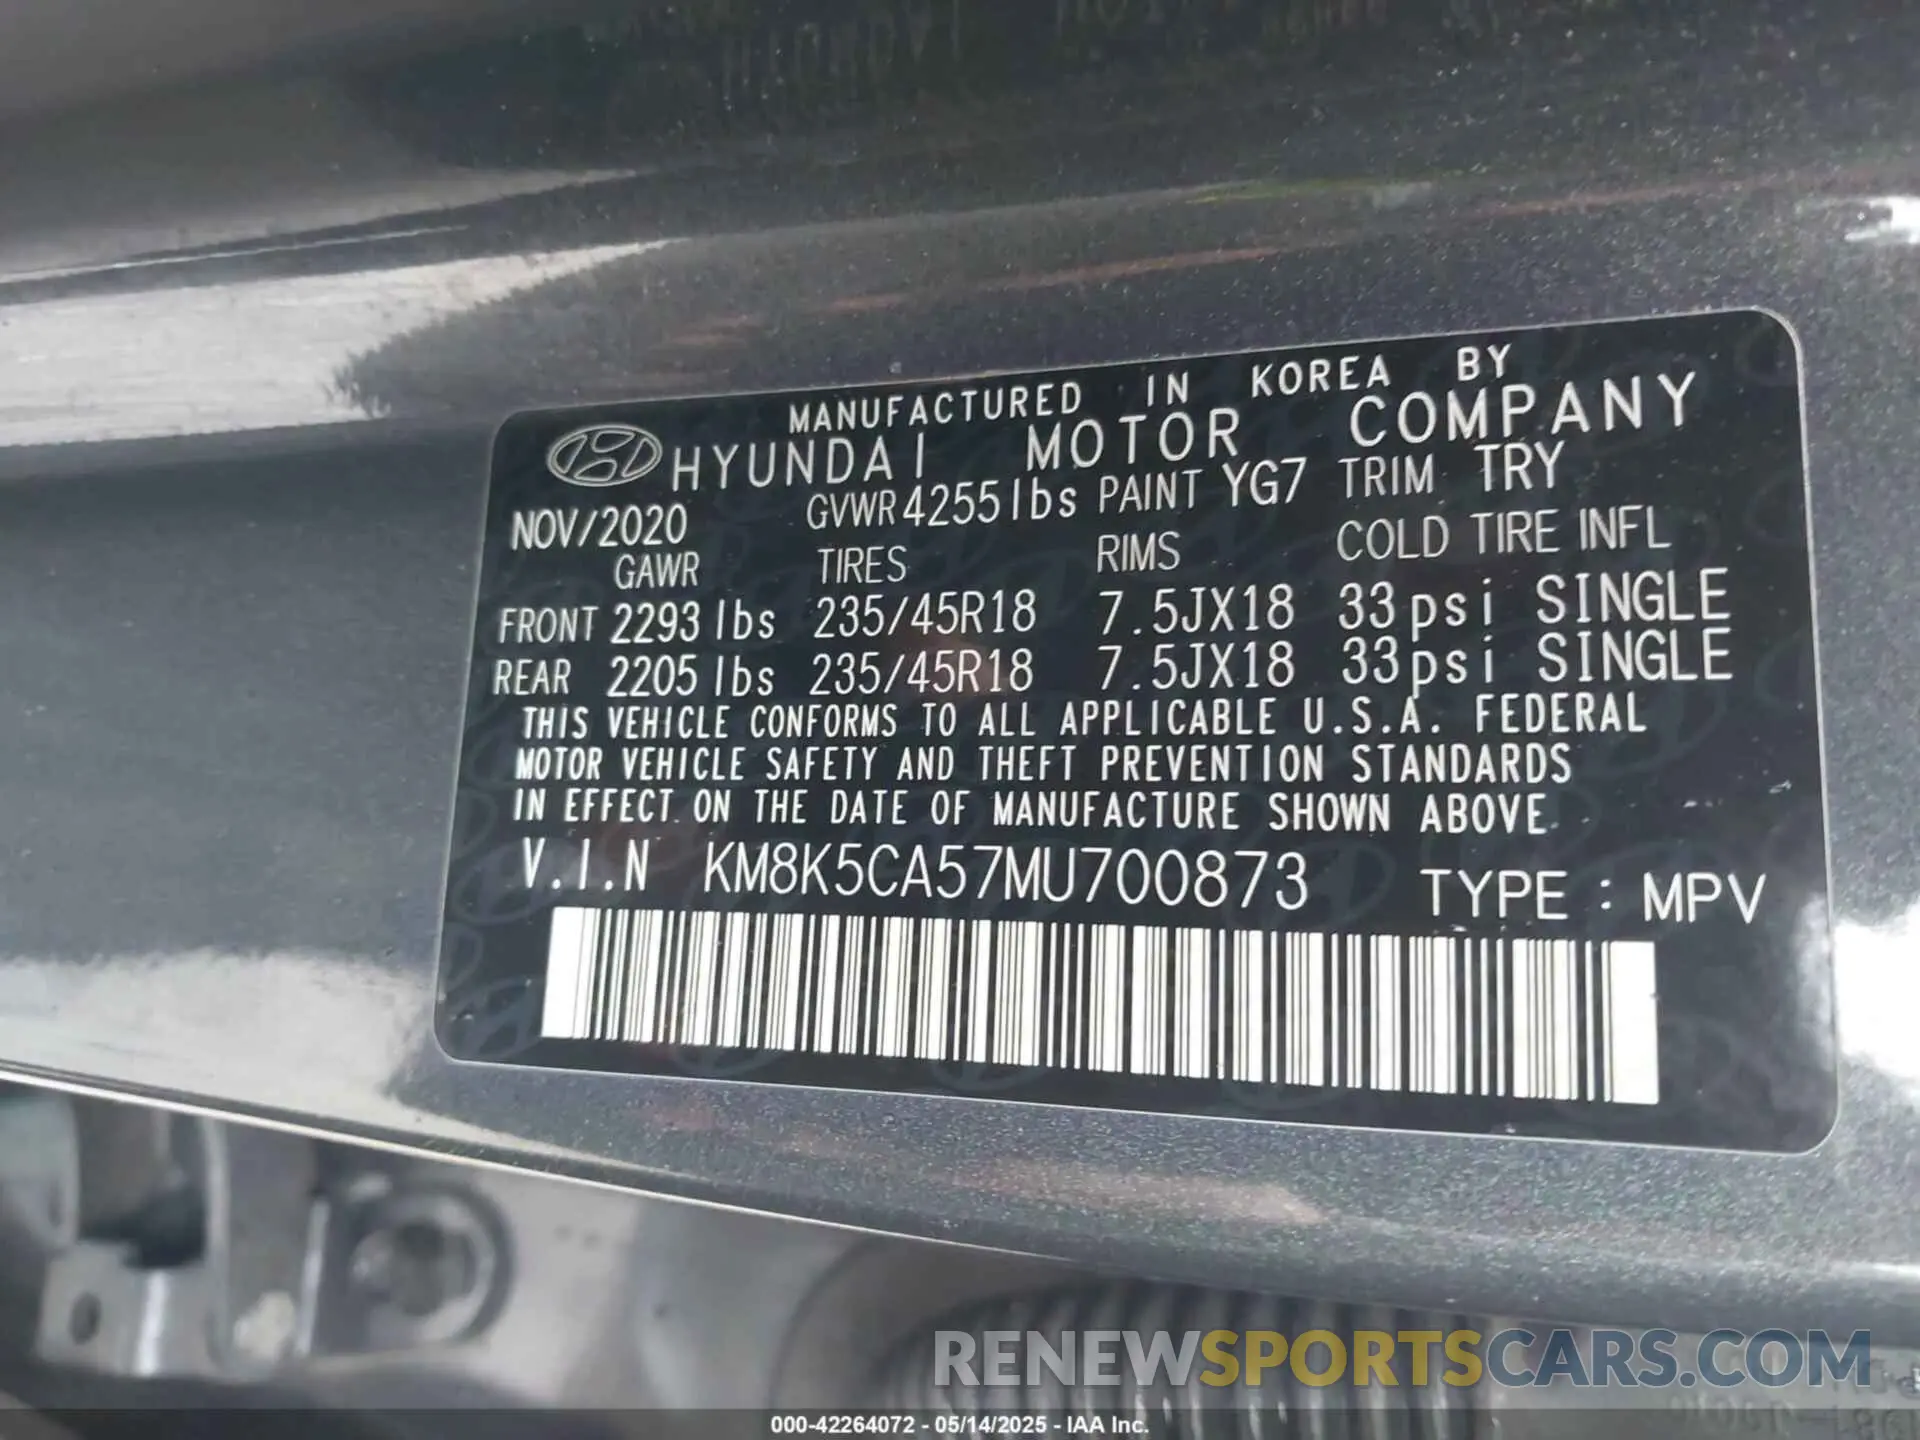 MANUFACTURED IN KOREA BY
HYUNDAI MOTOR COMPANY
NOV/2020 GVWR 4255 lbs PAINT YG7 TRIM TRY
GAWR TIRES RIMS COLD TIRE INFL
FRONT 2293 lbs 235/45R18 7.5JX18 33psi SINGLE
REAR 2205 lbs 235/45R18 7.5JX18 33psi SINGLE
THIS VEHICLE CONFORMS TO ALL APPLICABLE U.S.A. FEDERAL
MOTOR VEHICLE SAFETY AND THEFT PREVENTION STANDARDS
IN EFFECT ON THE DATE OF MANUFACTURE SHOWN ABOVE.
V.I.N KM8K5CA57MU700873 TYPE : MPV
RENEWSPORTSCARS.COM
000-42264072 - 05/14/2025 - IAA Inc.